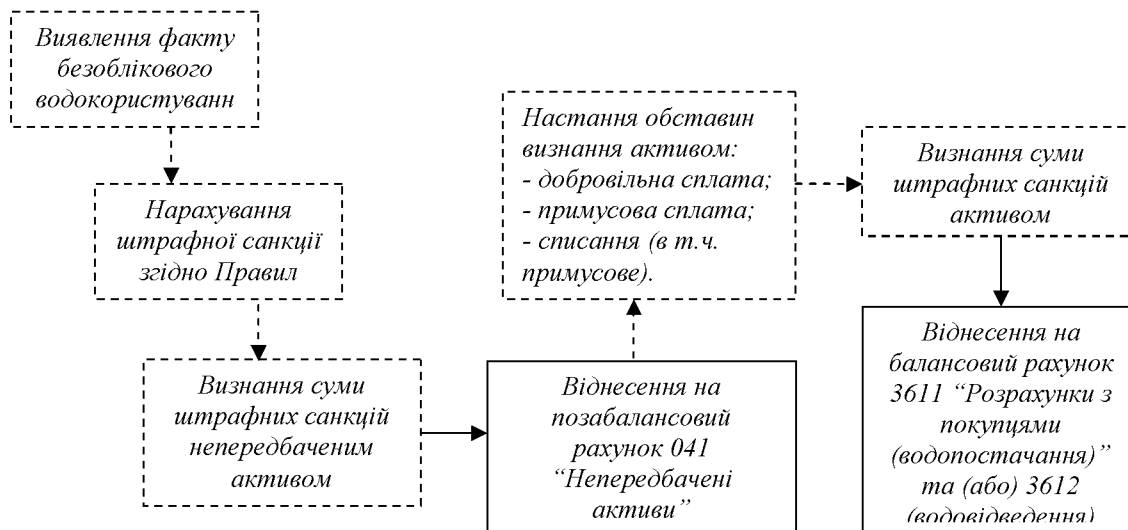 Виявлення факту
безоблікового
водокористуванн
Нарахування
штрафної санкції
згідно Правил
Визнання суми
штрафних санкцій
непередбаченим
активом
Віднесення на
позабалансовий
рахунок 041
“Непередбачені
активи”
Настання обставин
визнання активом:
- добровільна сплата;
- примусова сплата;
- списання (в т.ч.
примусове).
Визнання суми
штрафних санкцій
активом
Віднесення на
балансовий рахунок
3611 “Розрахунки з
покупцями
(водопостачання)”
та (або) 3612
(водовідведення)